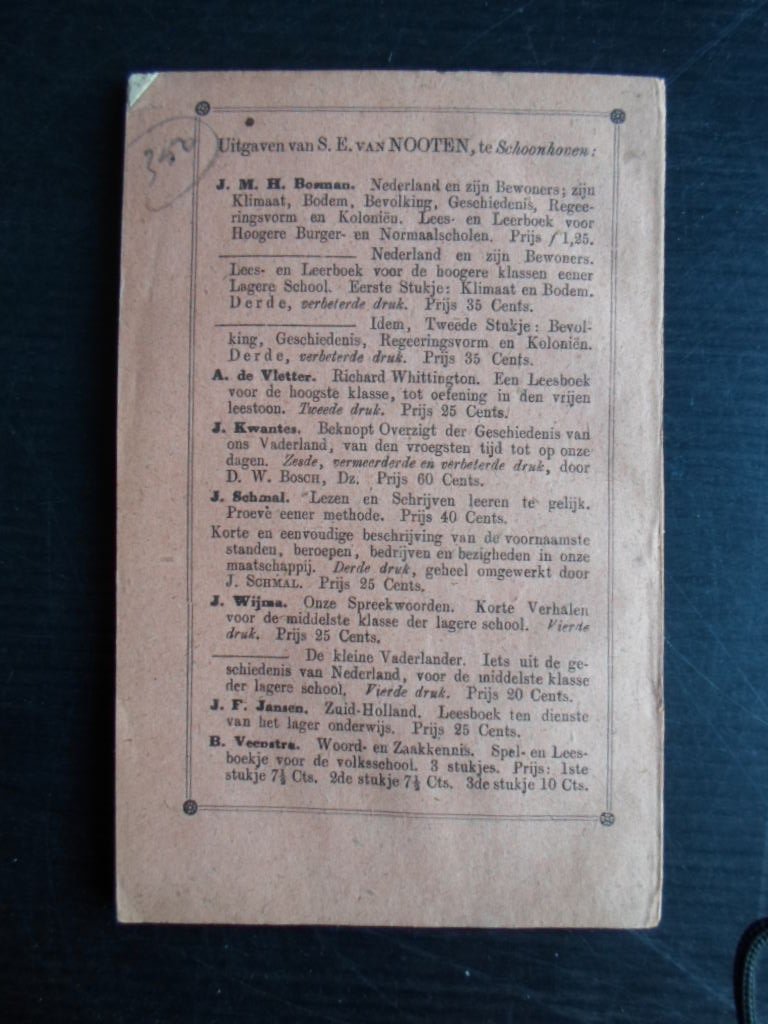 350
Uitgaven van S. E. VAN NOOTEN, te Schoonhoven:
J. M. H. Bosman. Nederland en zijn Bewoners; zijn
Klimaat, Bodem, Bevolking, Geschiedenis, Regee-
ringsvorm en Koloniën. Lees- en Leerboek voor
Hoogere Burger- en Normaalscholen. Prijs ƒ 1,25.
Nederland en zijn Bewoners.
Lees- en Leerboek voor de hoogere klassen eener
Lagere School. Eerste Stukje: Klimaat en Bodem.
Derde, verbeterde druk. Prijs 35 Cents.
Idem, Tweede Stukje: Bevol-
king, Geschiedenis, Regeeringsvorm en Koloniën.
Derde, verbeterde druk. Prijs 35 Cents.
A. de Vletter. Richard Whittington. Een Leesboek
voor de hoogste klasse, tot oefening in den vrijen
leestoon. Tweede druk. Prijs 25 Cents.
J. Kwantes. Beknopt Overzigt der Geschiedenis van
ons Vaderland, van den vroegsten tijd tot op onze
dagen. Zesde, vermeerderde en verbeterde druk, door
D. W. BOSCH, Dz. Prijs 60 Cents.
J. Schmal. Lezen en Schrijven leeren te gelijk.
Proeve eener methode. Prijs 40 Cents.
Korte en eenvoudige beschrijving van de voornaamste
standen, beroepen, bedrijven en bezigheden in onze
maatschappij. Derde druk, geheel omgewerkt door
J. SCHMAL. Prijs 25 Cents.
J. Wijma. Onze Spreekwoorden. Korte Verhalen
voor de middelste klasse der lagere school. Vierde
druk. Prijs 25 Cents.
De kleine Vaderlander. Iets uit de ge-
schiedenis van Nederland, voor de middelste klasse
der lagere school. Vierde druk. Prijs 20 Cents.
J. F. Jansen. Zuid-Holland. Leesboek ten dienste
van het lager onderwijs. Prijs 25 Cents.
B. Veenstra. Woord- en Zaakkennis. Spel- en Lees-
boekje voor de volksschool. 3 stukjes. Prijs: 1ste
stukje 7½ Cts. 2de stukje 7½ Cts. 3de stukje 10 Cts.